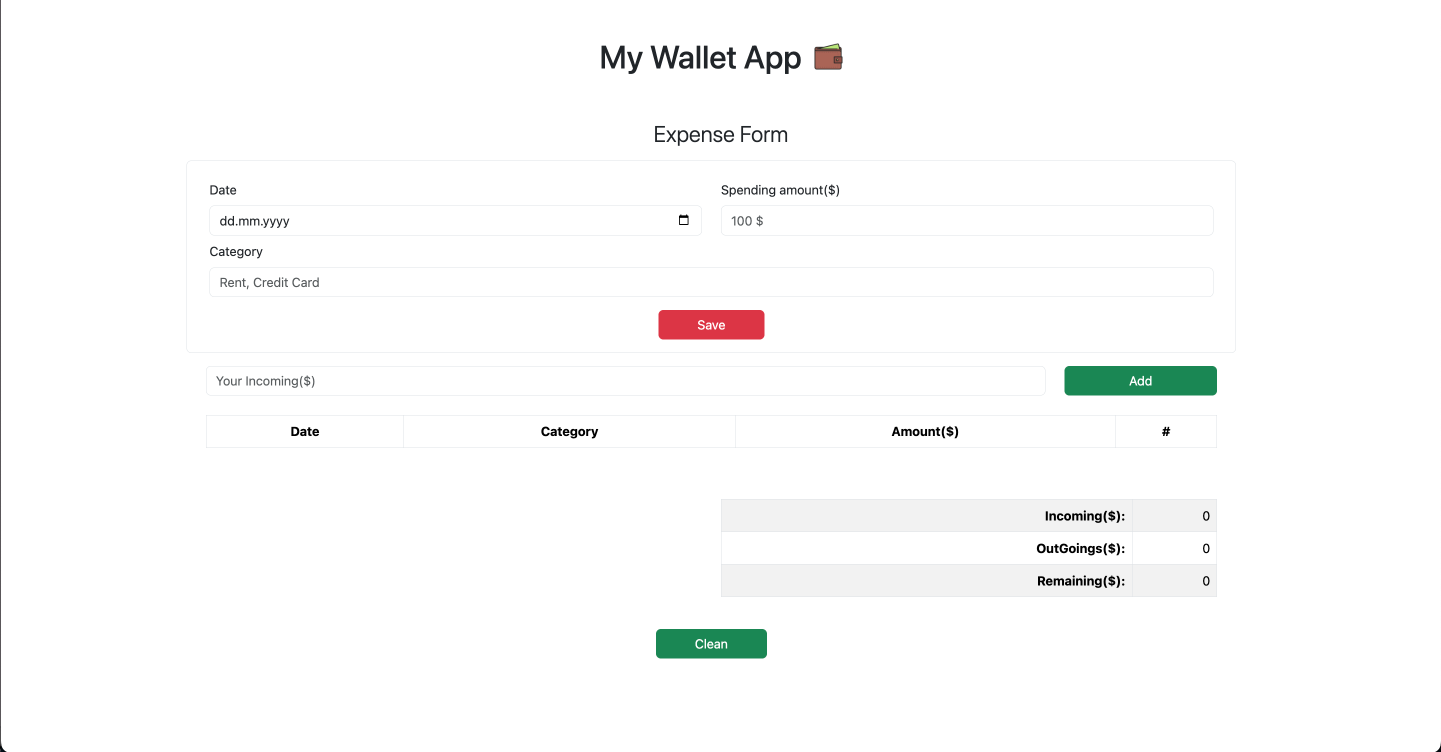 My Wallet App
Expense Form
Date
Spending amount($)
dd.mm.yyyy
100 $
Category
Rent, Credit Card
Save
Your Incoming($)
Add
Date Category Amount($) #
Incoming($): 0
OutGoings($): 0
Remaining($): 0
Clean